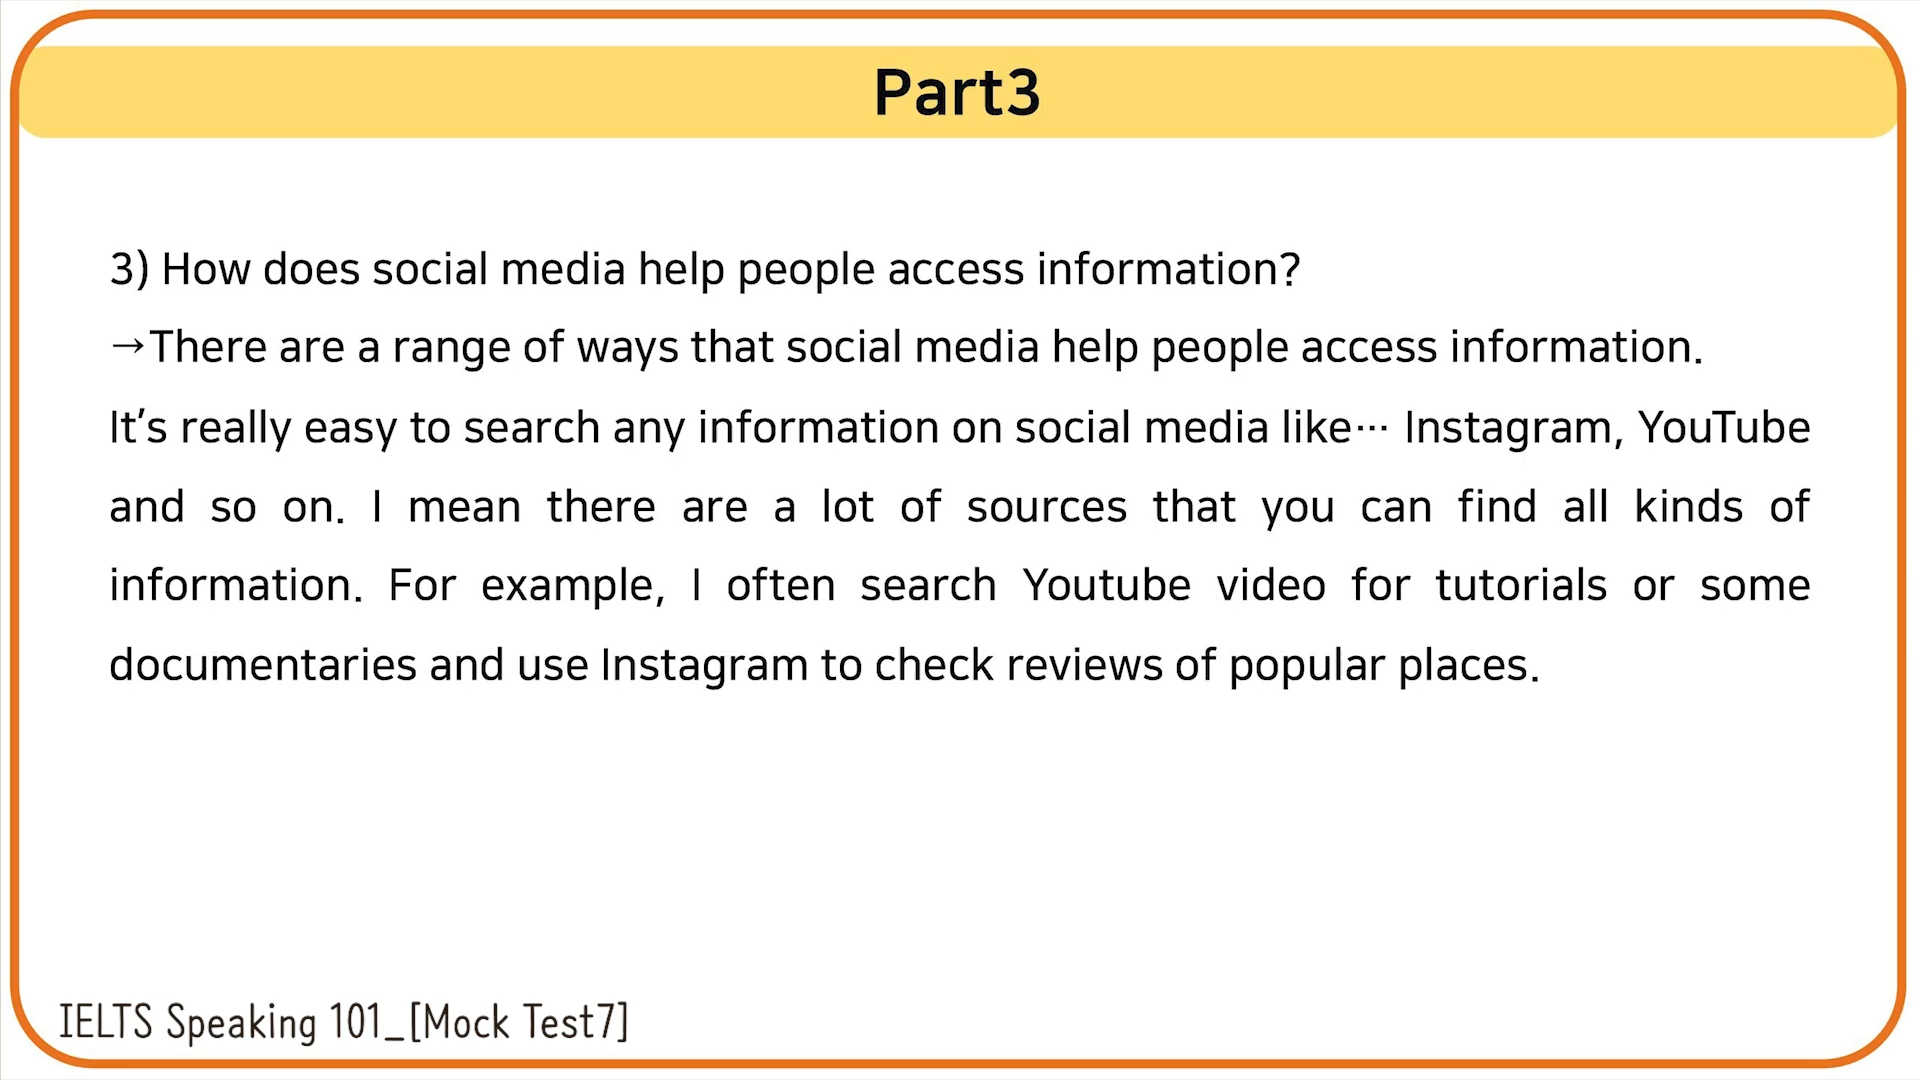 Part3
3) How does social media help people access information?
→There are a range of ways that social media help people access information.
It’s really easy to search any information on social media like… Instagram, YouTube
and so on. I mean there are a lot of sources that you can find all kinds of
information. For example, I often search Youtube video for tutorials or some
documentaries and use Instagram to check reviews of popular places.
IELTS Speaking 101_[Mock Test7]